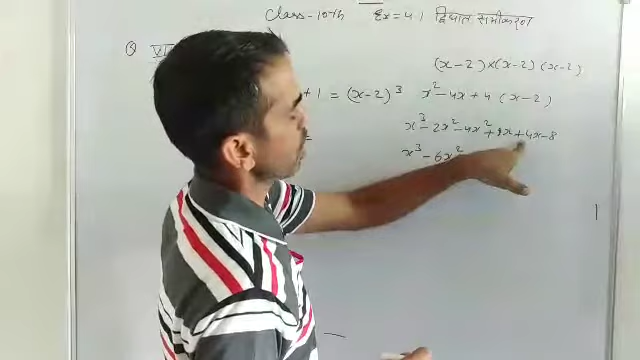 Class-10th Ex=4.1 द्विघात समीकरण
Q VII
(x-2)×(x-2)(x-2)
+1 = (x-2)³ x²-4x+4 (x-2)
= x³-2x²-4x²+8x+4x-8
x³-6x²